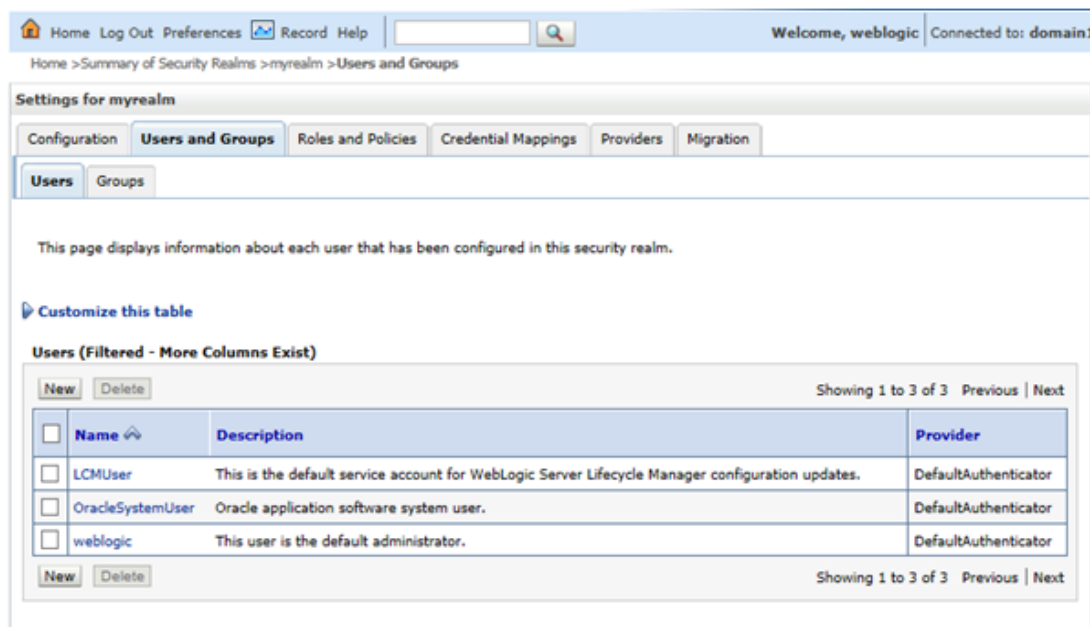 Home Log Out Preferences Record Help Welcome, weblogic Connected to: domain1
Home >Summary of Security Realms >myrealm >Users and Groups
Settings for myrealm
Configuration Users and Groups Roles and Policies Credential Mappings Providers Migration
Users Groups
This page displays information about each user that has been configured in this security realm.
Customize this table
Users (Filtered - More Columns Exist)
New Delete Showing 1 to 3 of 3 Previous | Next
Name Description Provider
LCMUser This is the default service account for WebLogic Server Lifecycle Manager configuration updates. DefaultAuthenticator
OracleSystemUser Oracle application software system user. DefaultAuthenticator
weblogic This user is the default administrator. DefaultAuthenticator
New Delete Showing 1 to 3 of 3 Previous | Next